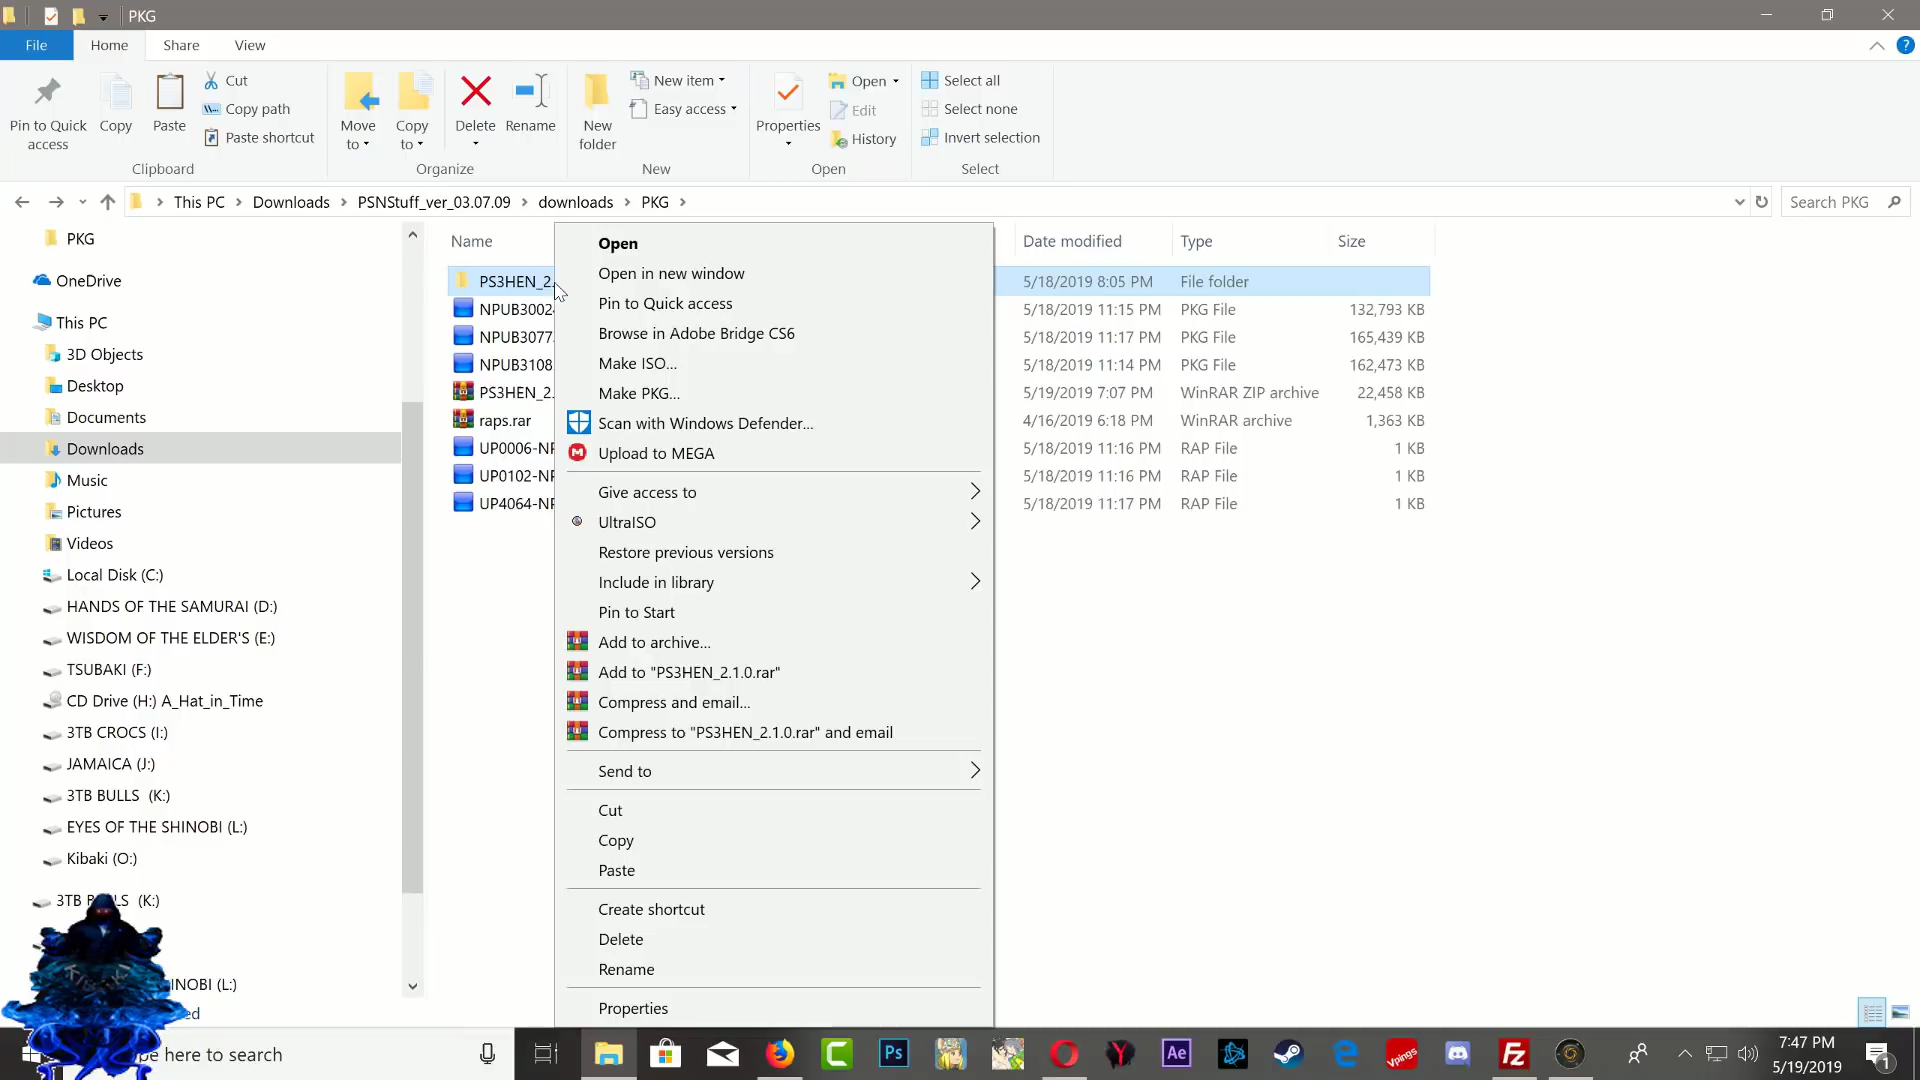 PKG
File Home Share View
Pin to Quick access
Copy
Paste
Cut
Copy path
Paste shortcut
Clipboard
Move to
Copy to
Delete
Rename
Organize
New folder
New item
Easy access
New
Properties
Open
Edit
History
Open
Select all
Select none
Invert selection
Select
This PC Downloads PSNStuff_ver_03.07.09 downloads PKG
Search PKG
PKG
OneDrive
This PC
3D Objects
Desktop
Documents
Downloads
Music
Pictures
Videos
Local Disk (C:)
HANDS OF THE SAMURAI (D:)
WISDOM OF THE ELDER'S (E:)
TSUBAKI (F:)
CD Drive (H:) A_Hat_in_Time
3TB CROCS (I:)
JAMAICA (J:)
3TB BULLS (K:)
EYES OF THE SHINOBI (L:)
Kibaki (O:)
(K:)
INOBI (L:)
Name Date modified Type Size
PS3HEN_2. 5/18/2019 8:05 PM File folder
NPUB3002 5/18/2019 11:15 PM PKG File 132,793 KB
NPUB3077 5/18/2019 11:17 PM PKG File 165,439 KB
NPUB3108 5/18/2019 11:14 PM PKG File 162,473 KB
PS3HEN_2. 5/19/2019 7:07 PM WinRAR ZIP archive 22,458 KB
raps.rar 4/16/2019 6:18 PM WinRAR archive 1,363 KB
UP0006-NP 5/18/2019 11:16 PM RAP File 1 KB
UP0102-NP 5/18/2019 11:16 PM RAP File 1 KB
UP4064-NP 5/18/2019 11:17 PM RAP File 1 KB
Open
Open in new window
Pin to Quick access
Browse in Adobe Bridge CS6
Make ISO...
Make PKG...
Scan with Windows Defender...
Upload to MEGA
Give access to
UltraISO
Restore previous versions
Include in library
Pin to Start
Add to archive...
Add to "PS3HEN_2.1.0.rar"
Compress and email...
Compress to "PS3HEN_2.1.0.rar" and email
Send to
Cut
Copy
Paste
Create shortcut
Delete
Rename
Properties
here to search
Ps
Ae
Vpings
Fz
7:47 PM
5/19/2019
1